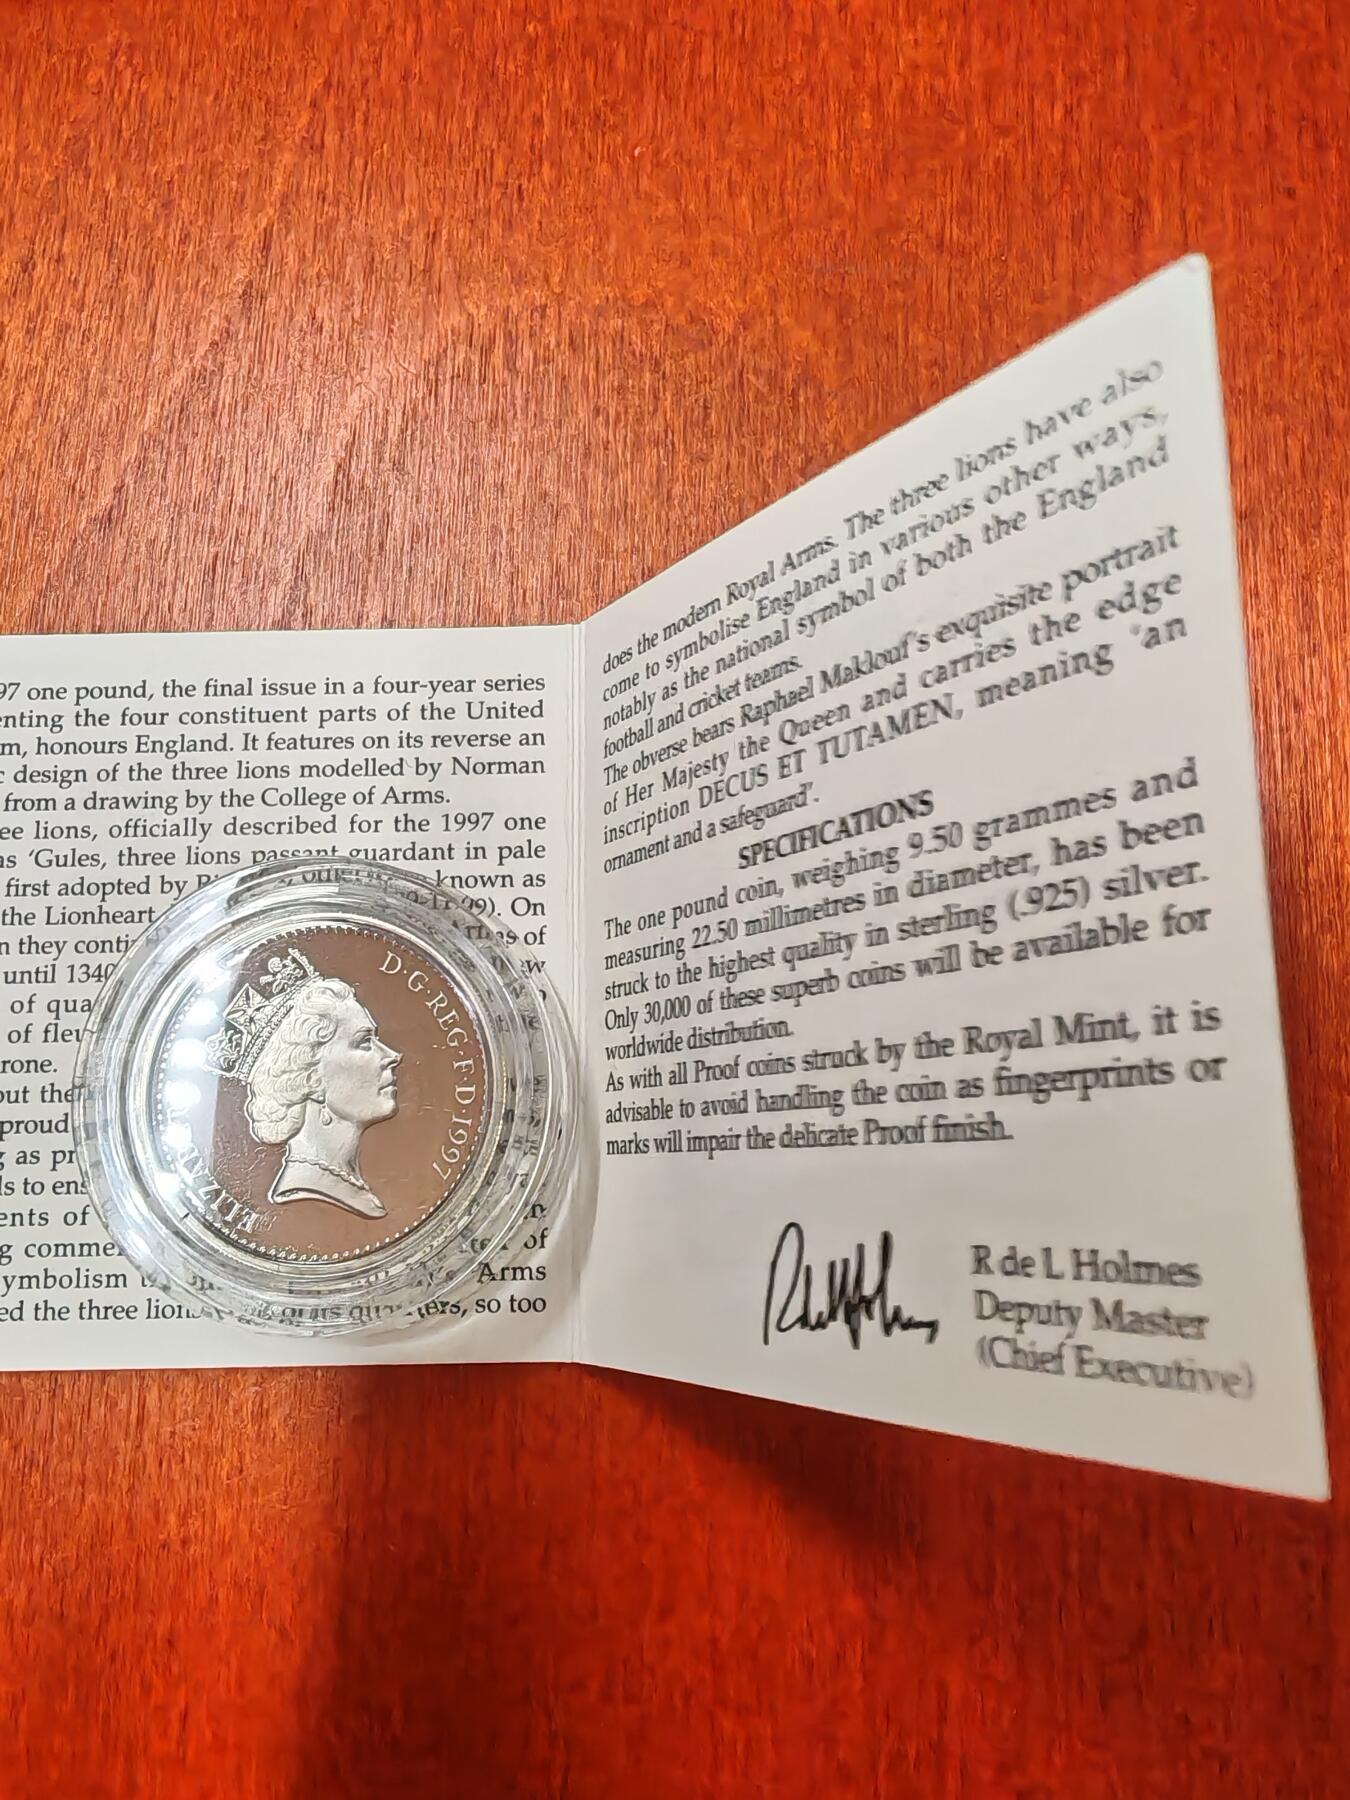 97 one pound, the final issue in a four-year series
enting the four constituent parts of the United
m, honours England. It features on its reverse an
c design of the three lions modelled by Norman
from a drawing by the College of Arms.
ee lions, officially described for the 1997 one
as ‘Gules, three lions passant guardant in pale
first adopted by known as
the Lionheart 99). On
n they conti of
until 1340
of qua
of fleu
rone.
out the
proud
g as pr
ls to ens
ents of
g comme of
ymbolism Arms
ed the three lions quarters, so too
does the modern Royal Arms. The three lions have also
come to symbolise England in various other ways,
notably as the national symbol of both the England
football and cricket teams.
The obverse bears Raphael Maklouf's exquisite portrait
of Her Majesty the Queen and carries the edge
inscription DECUS ET TUTAMEN, meaning 'an
ornament and a safeguard'.
SPECIFICATIONS
The one pound coin, weighing 9.50 grammes and
measuring 22.50 millimetres in diameter, has been
struck to the highest quality in sterling (.925) silver.
Only 30,000 of these superb coins will be available for
worldwide distribution.
As with all Proof coins struck by the Royal Mint, it is
advisable to avoid handling the coin as fingerprints or
marks will impair the delicate Proof finish.
R de L Holmes
Deputy Master
(Chief Executive)
ELIZAB D·G·REG·F·D·1997